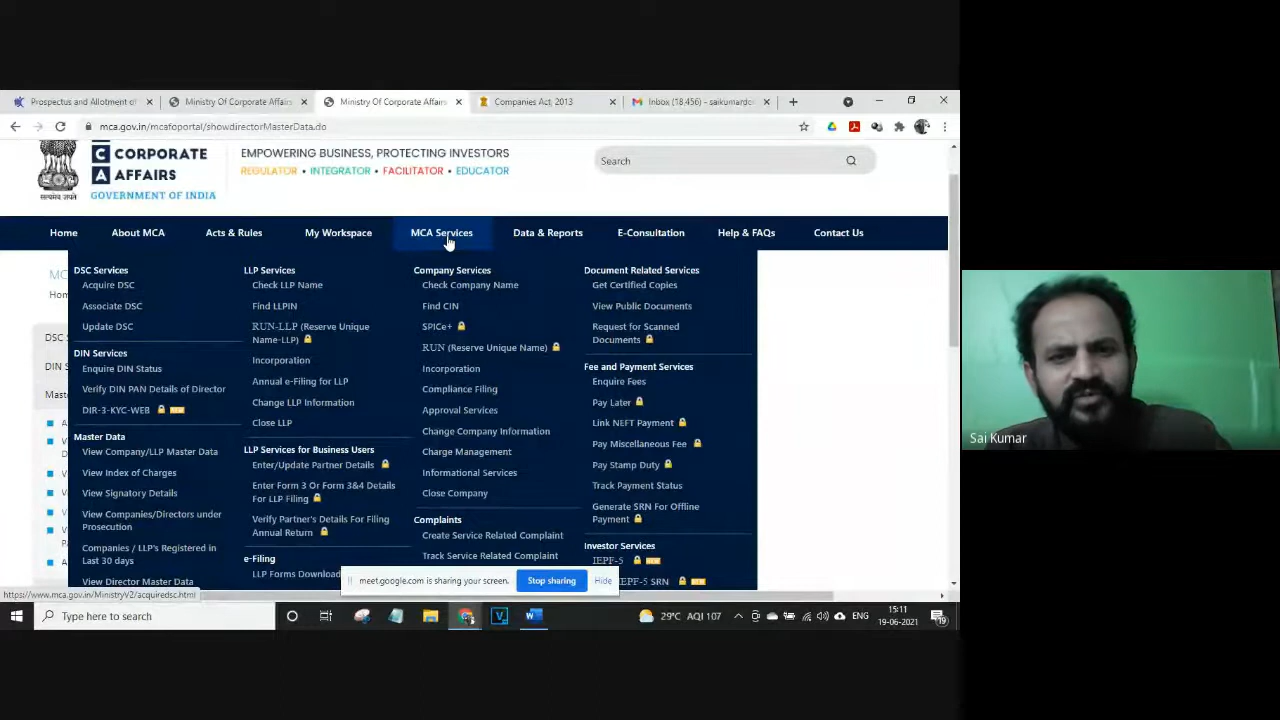 Prospectus and Allotment of
Ministry Of Corporate Affairs
Ministry Of Corporate Affairs
Companies Act, 2013
Inbox (18,456) - saikumardc
mca.gov.in/mcafoportal/showdirectorMasterData.do
C CORPORATE
A AFFAIRS
GOVERNMENT OF INDIA
EMPOWERING BUSINESS, PROTECTING INVESTORS
REGULATOR • INTEGRATOR • FACILITATOR • EDUCATOR
Search
Home
About MCA
Acts & Rules
My Workspace
MCA Services
Data & Reports
E-Consultation
Help & FAQs
Contact Us
DSC Services
Acquire DSC
Associate DSC
Update DSC
DIN Services
Enquire DIN Status
Verify DIN PAN Details of Director
DIR-3-KYC-WEB
Master Data
View Company/LLP Master Data
View Index of Charges
View Signatory Details
View Companies/Directors under
Prosecution
Companies / LLP's Registered in
Last 30 days
View Director Master Data
LLP Services
Check LLP Name
Find LLPIN
RUN-LLP (Reserve Unique
Name-LLP)
Incorporation
Annual e-Filing for LLP
Change LLP Information
Close LLP
LLP Services for Business Users
Enter/Update Partner Details
Enter Form 3 Or Form 3&4 Details
For LLP Filing
Verify Partner's Details For Filing
Annual Return
e-Filing
LLP Forms Download
Company Services
Check Company Name
Find CIN
SPICe+
RUN (Reserve Unique Name)
Incorporation
Compliance Filing
Approval Services
Change Company Information
Charge Management
Informational Services
Close Company
Complaints
Create Service Related Complaint
Track Service Related Complaint
Document Related Services
Get Certified Copies
View Public Documents
Request for Scanned
Documents
Fee and Payment Services
Enquire Fees
Pay Later
Link NEFT Payment
Pay Miscellaneous Fee
Pay Stamp Duty
Track Payment Status
Generate SRN For Offline
Payment
Investor Services
IEPF-5
IEPF-5 SRN
meet.google.com is sharing your screen.
Stop sharing
Hide
https://www.mca.gov.in/MinistryV2/acquiredsc.html
Type here to search
29°C AQI 107
ENG
15:11
19-06-2021
19
Sai Kumar